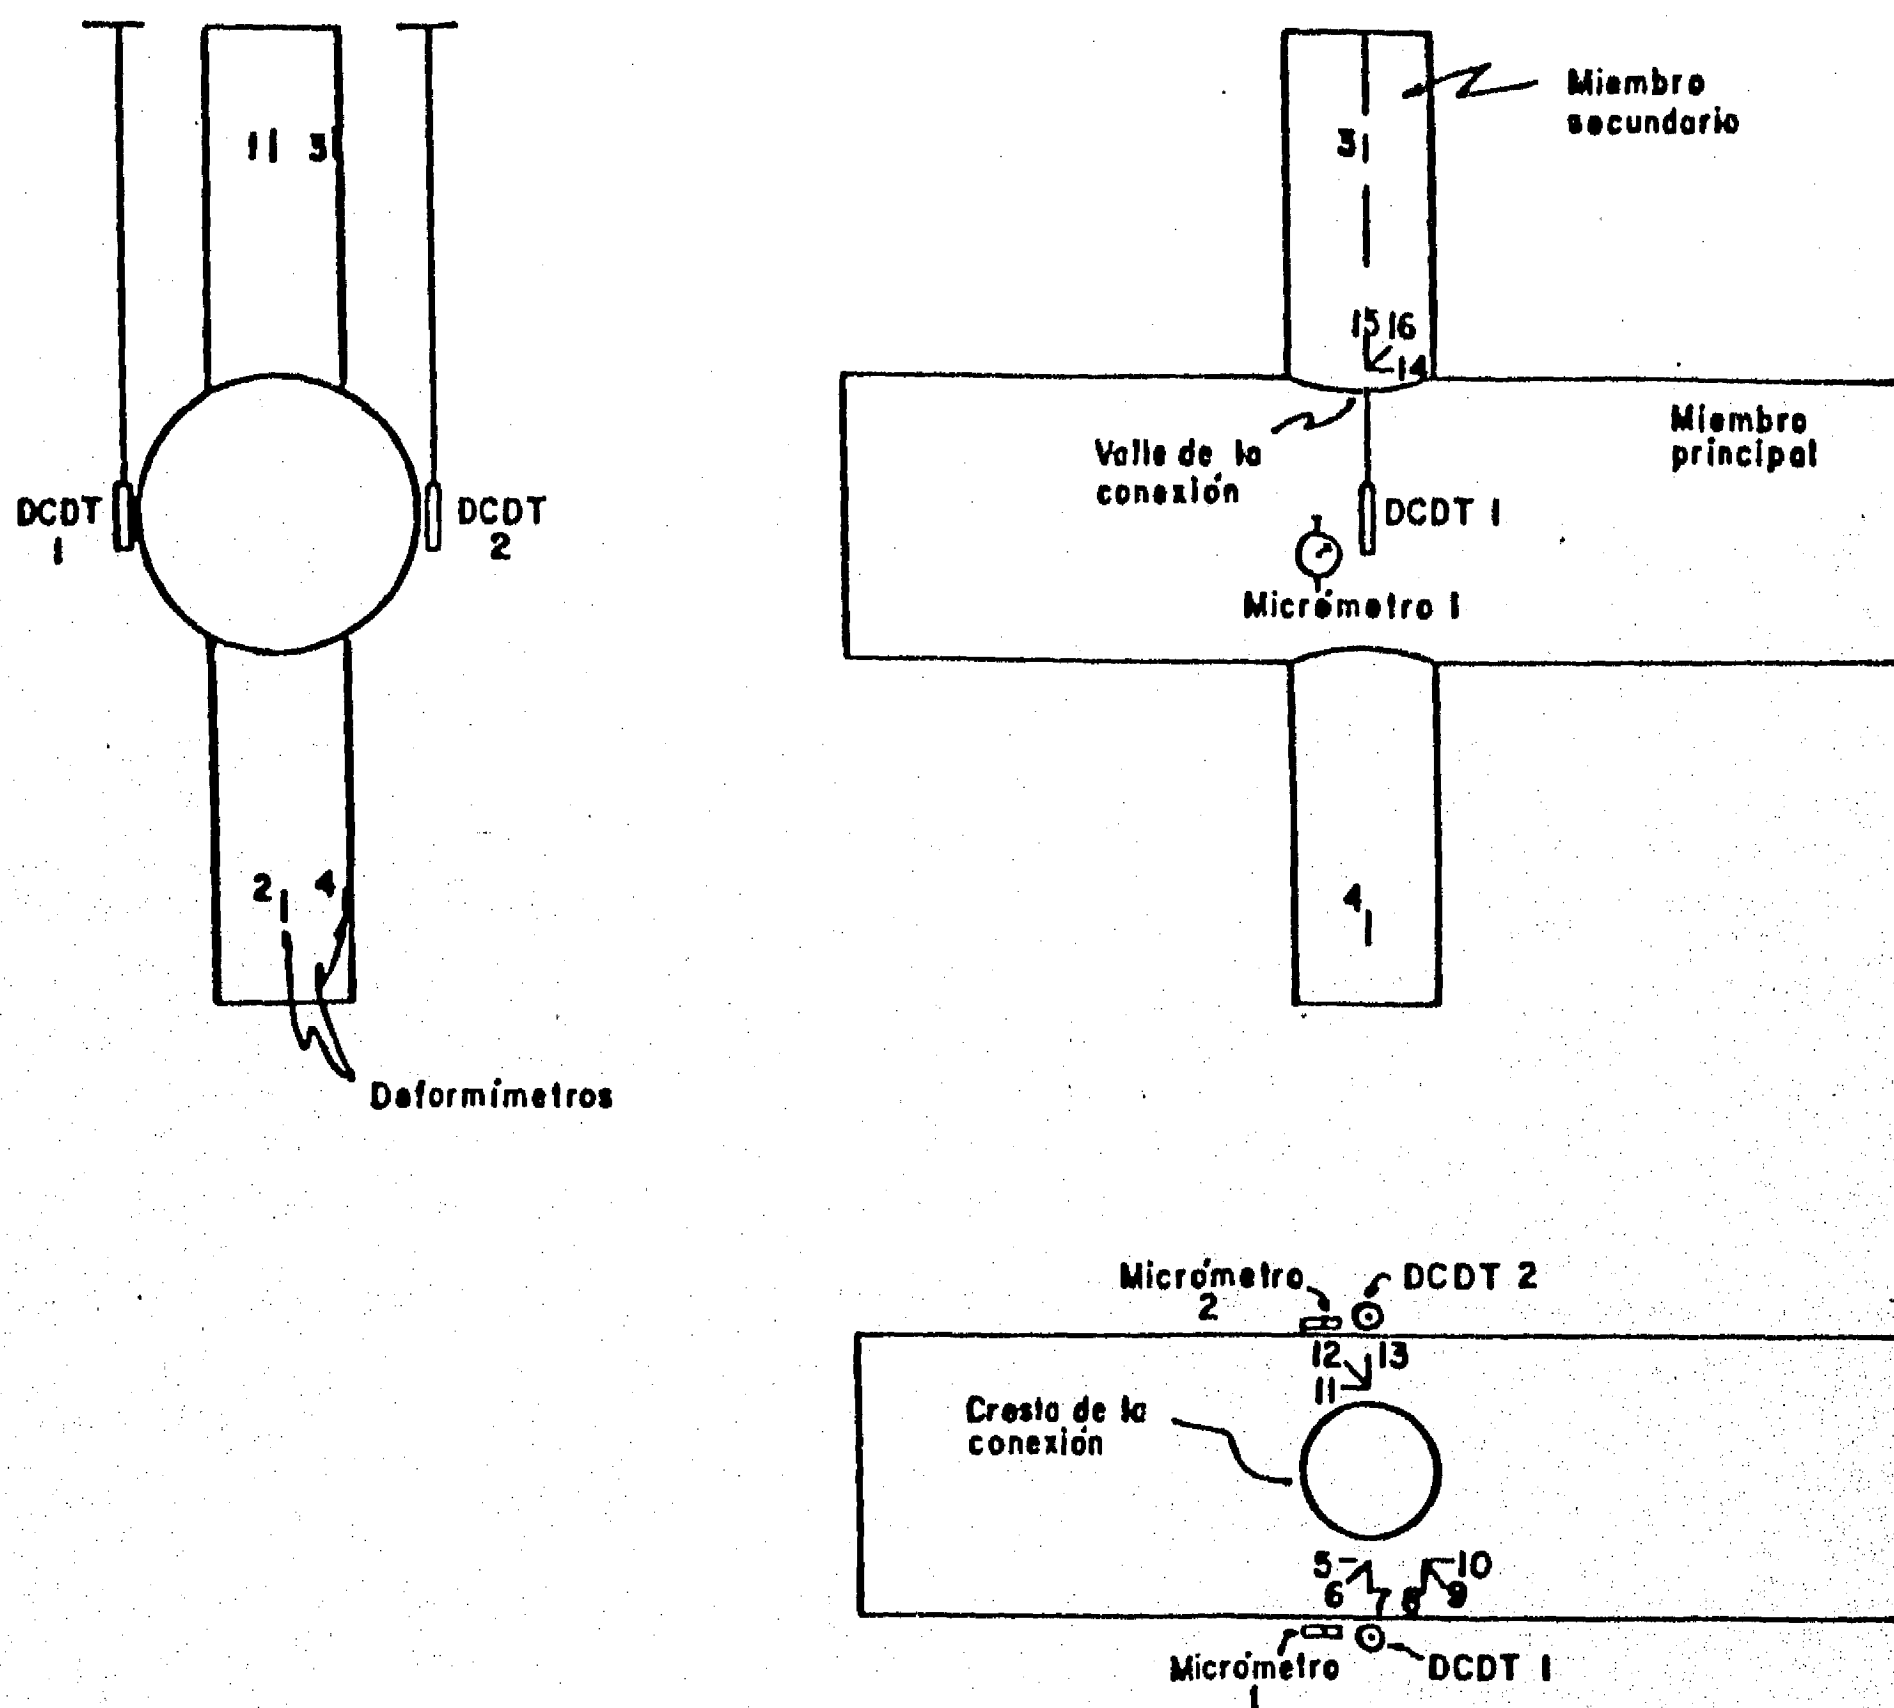 1
3
DCDT
1
DCDT
2
2
4
Deformímetros
Miembro
secundario
3
15 16
14
Miembro
principal
Valle de la
conexión
DCDT 1
Micrómetro 1
4
Micrómetro
2
DCDT 2
12 13
11
Cresta de la
conexión
5 10
6 7 8 9
Micrómetro
1
DCDT 1